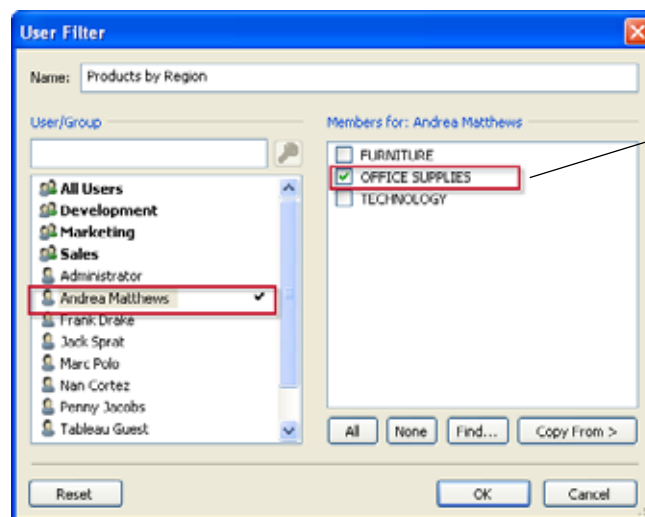 User Filter
Name: Products by Region
User/Group
Members for: Andrea Matthews
All Users
Development
Marketing
Sales
Administrator
Andrea Matthews
Frank Drake
Jack Sprat
Marc Polo
Nan Cortez
Penny Jacobs
Tableau Guest
FURNITURE
OFFICE SUPPLIES
TECHNOLOGY
All None Find... Copy From >
Reset OK Cancel